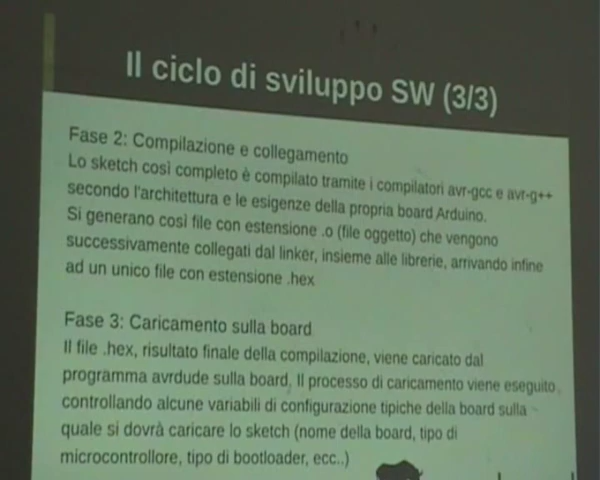 Il ciclo di sviluppo SW (3/3)
Fase 2: Compilazione e collegamento
Lo sketch così completo è compilato tramite i compilatori avr-gcc e avr-g++
secondo l'architettura e le esigenze della propria board Arduino.
Si generano così file con estensione .o (file oggetto) che vengono
successivamente collegati dal linker, insieme alle librerie, arrivando infine
ad un unico file con estensione .hex
Fase 3: Caricamento sulla board
Il file .hex, risultato finale della compilazione, viene caricato dal
programma avrdude sulla board. Il processo di caricamento viene eseguito
controllando alcune variabili di configurazione tipiche della board sulla
quale si dovrà caricare lo sketch (nome della board, tipo di
microcontrollore, tipo di bootloader, ecc..)